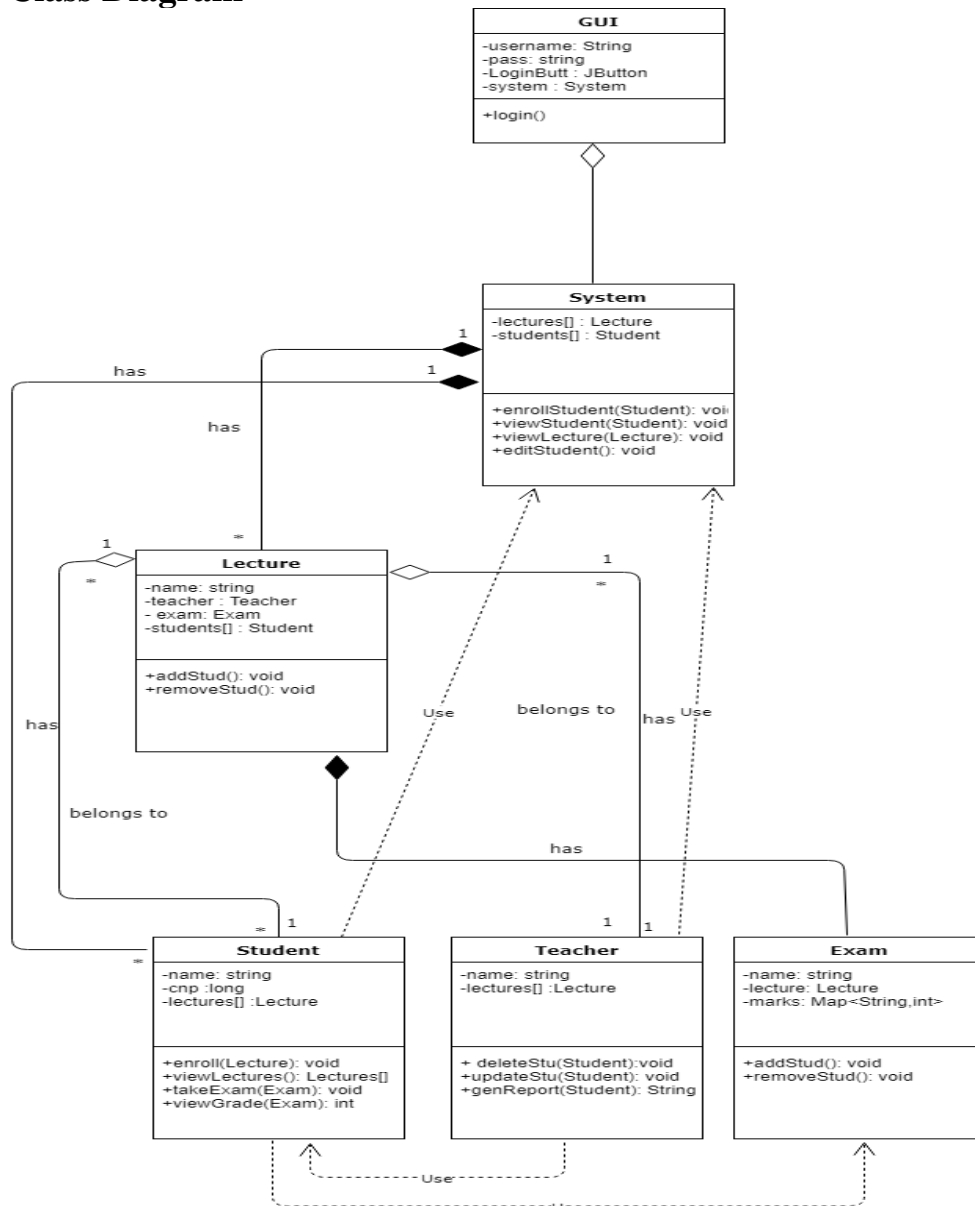 Class Diagram
GUI
-username: String
-pass: string
-LoginButt : JButton
-system : System
+login()
System
-lectures[] : Lecture
-students[] : Student
+enrollStudent(Student): voi
+viewStudent(Student): void
+viewLecture(Lecture): void
+editStudent(): void
1
has
1
has
*
1
*
Lecture
-name: string
-teacher : Teacher
- exam: Exam
-students[] : Student
+addStud(): void
+removeStud(): void
1
*
Use
belongs to
has
Use
has
belongs to
has
*
1
1
1
*
Student
-name: string
-cnp :long
-lectures[] :Lecture
+enroll(Lecture): void
+viewLectures(): Lectures[]
+takeExam(Exam): void
+viewGrade(Exam): int
Teacher
-name: string
-lectures[] :Lecture
+ deleteStu(Student):void
+updateStu(Student): void
+genReport(Student): String
Exam
-name: string
-lecture: Lecture
-marks: Map<String,int>
+addStud(): void
+removeStud(): void
Use